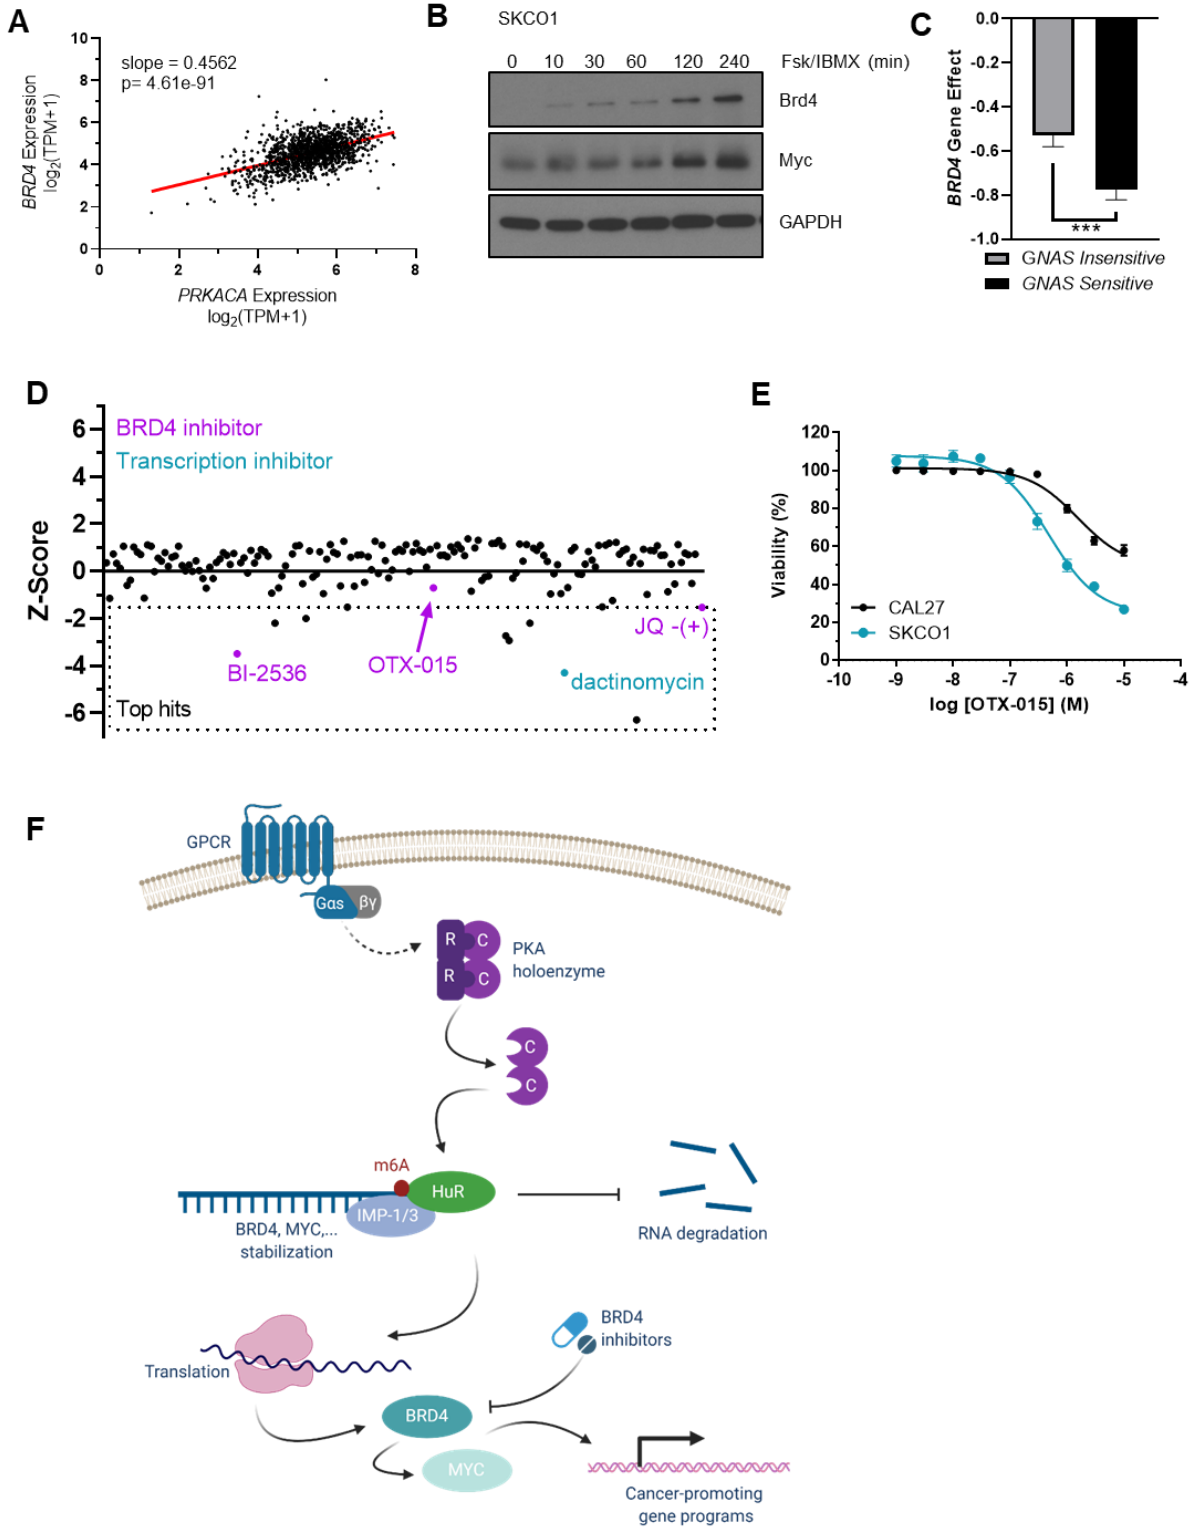 A
10
8
6
4
2
0
slope = 0.4562
p= 4.61e-91
BRD4 Expression
log2(TPM+1)
0 2 4 6 8
PRKACA Expression
log2(TPM+1)
B
SKCO1
0 10 30 60 120 240 Fsk/IBMX (min)
Brd4
Myc
GAPDH
C
0.0
-0.2
-0.4
-0.6
-0.8
-1.0
BRD4 Gene Effect
***
GNAS Insensitive
GNAS Sensitive
D
6
4
2
0
-2
-4
-6
Z-Score
BRD4 inhibitor
Transcription inhibitor
JQ -(+)
OTX-015
BI-2536
dactinomycin
Top hits
E
120
100
80
60
40
20
0
Viability (%)
CAL27
SKCO1
-10 -9 -8 -7 -6 -5 -4
log [OTX-015] (M)
F
GPCR
Gαs βγ
R C
R C
PKA
holoenzyme
C
C
m6A
HuR
IMP-1/3
BRD4, MYC,...
stabilization
RNA degradation
BRD4
inhibitors
Translation
BRD4
MYC
Cancer-promoting
gene programs